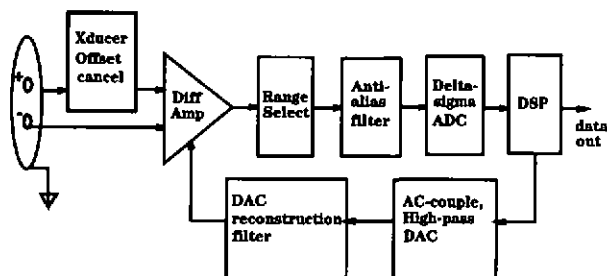 Xducer
Offset
cancel
+0
-0
Diff
Amp
Range
Select
Anti-
alias
filter
Delta-
sigma
ADC
DSP
data
out
DAC
reconstruction
filter
AC-couple,
High-pass
DAC